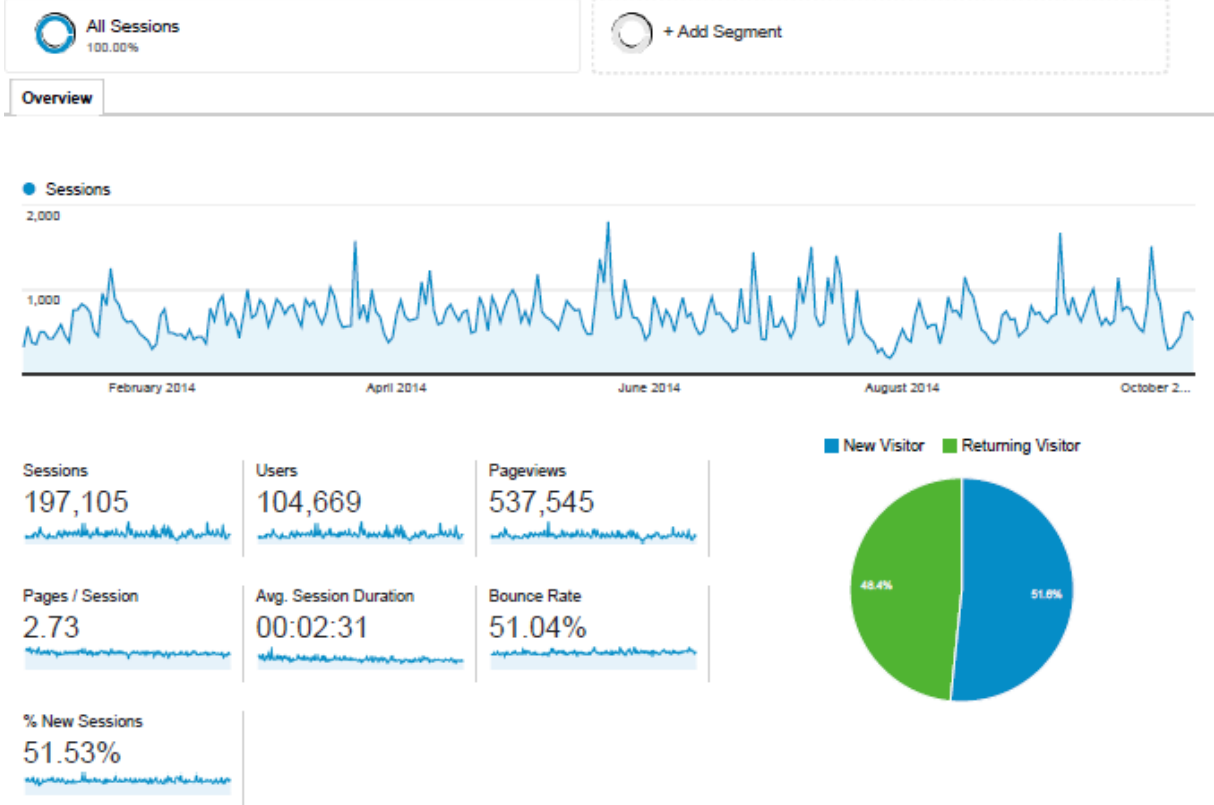 All Sessions
100.00%
+ Add Segment
Overview
Sessions
2,000
1,000
February 2014
April 2014
June 2014
August 2014
October 2...
New Visitor
Returning Visitor
Sessions
197,105
Users
104,669
Pageviews
537,545
48.4%
51.6%
Pages / Session
2.73
Avg. Session Duration
00:02:31
Bounce Rate
51.04%
% New Sessions
51.53%